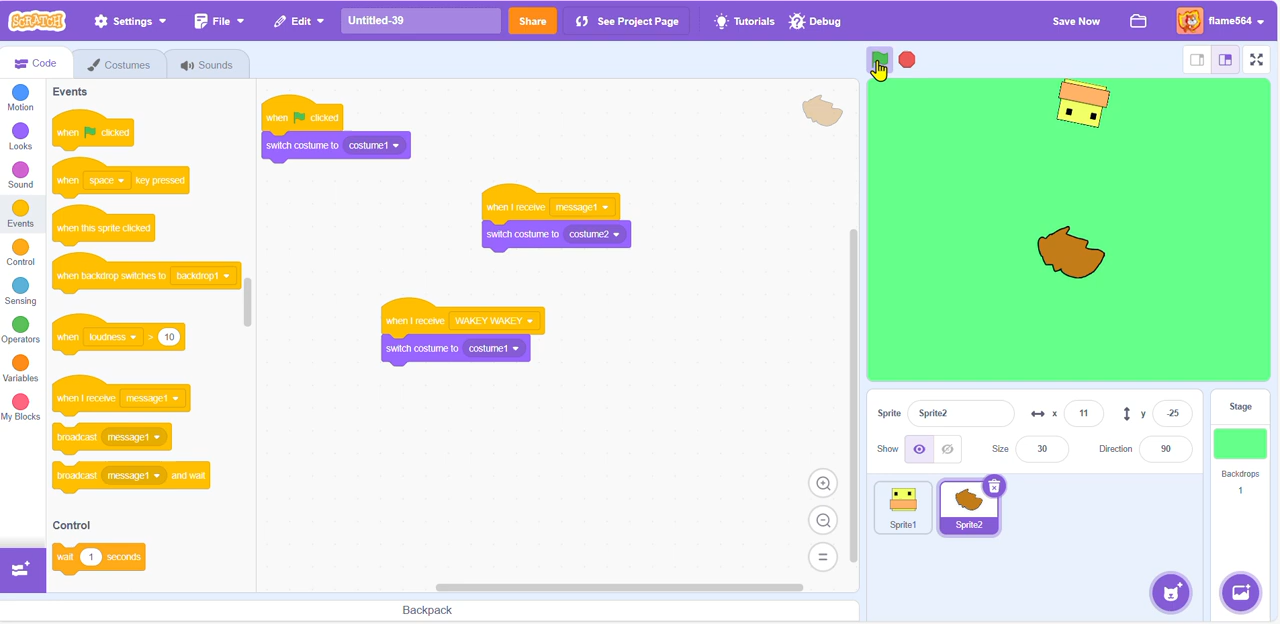 SCRATCH Settings File Edit Untitled-39 Share See Project Page Tutorials Debug Save Now flame564
Code Costumes Sounds
Motion
Looks
Sound
Events
Control
Sensing
Operators
Variables
My Blocks
Events
when clicked
when space key pressed
when this sprite clicked
when backdrop switches to backdrop1
when loudness > 10
when I receive message1
broadcast message1
broadcast message1 and wait
Control
wait 1 seconds
when clicked
switch costume to costume1
when I receive message1
switch costume to costume2
when I receive WAKEY WAKEY
switch costume to costume1
Backpack
Sprite Sprite2 x 11 y -25
Show Size 30 Direction 90
Sprite1
Sprite2
Stage
Backdrops
1